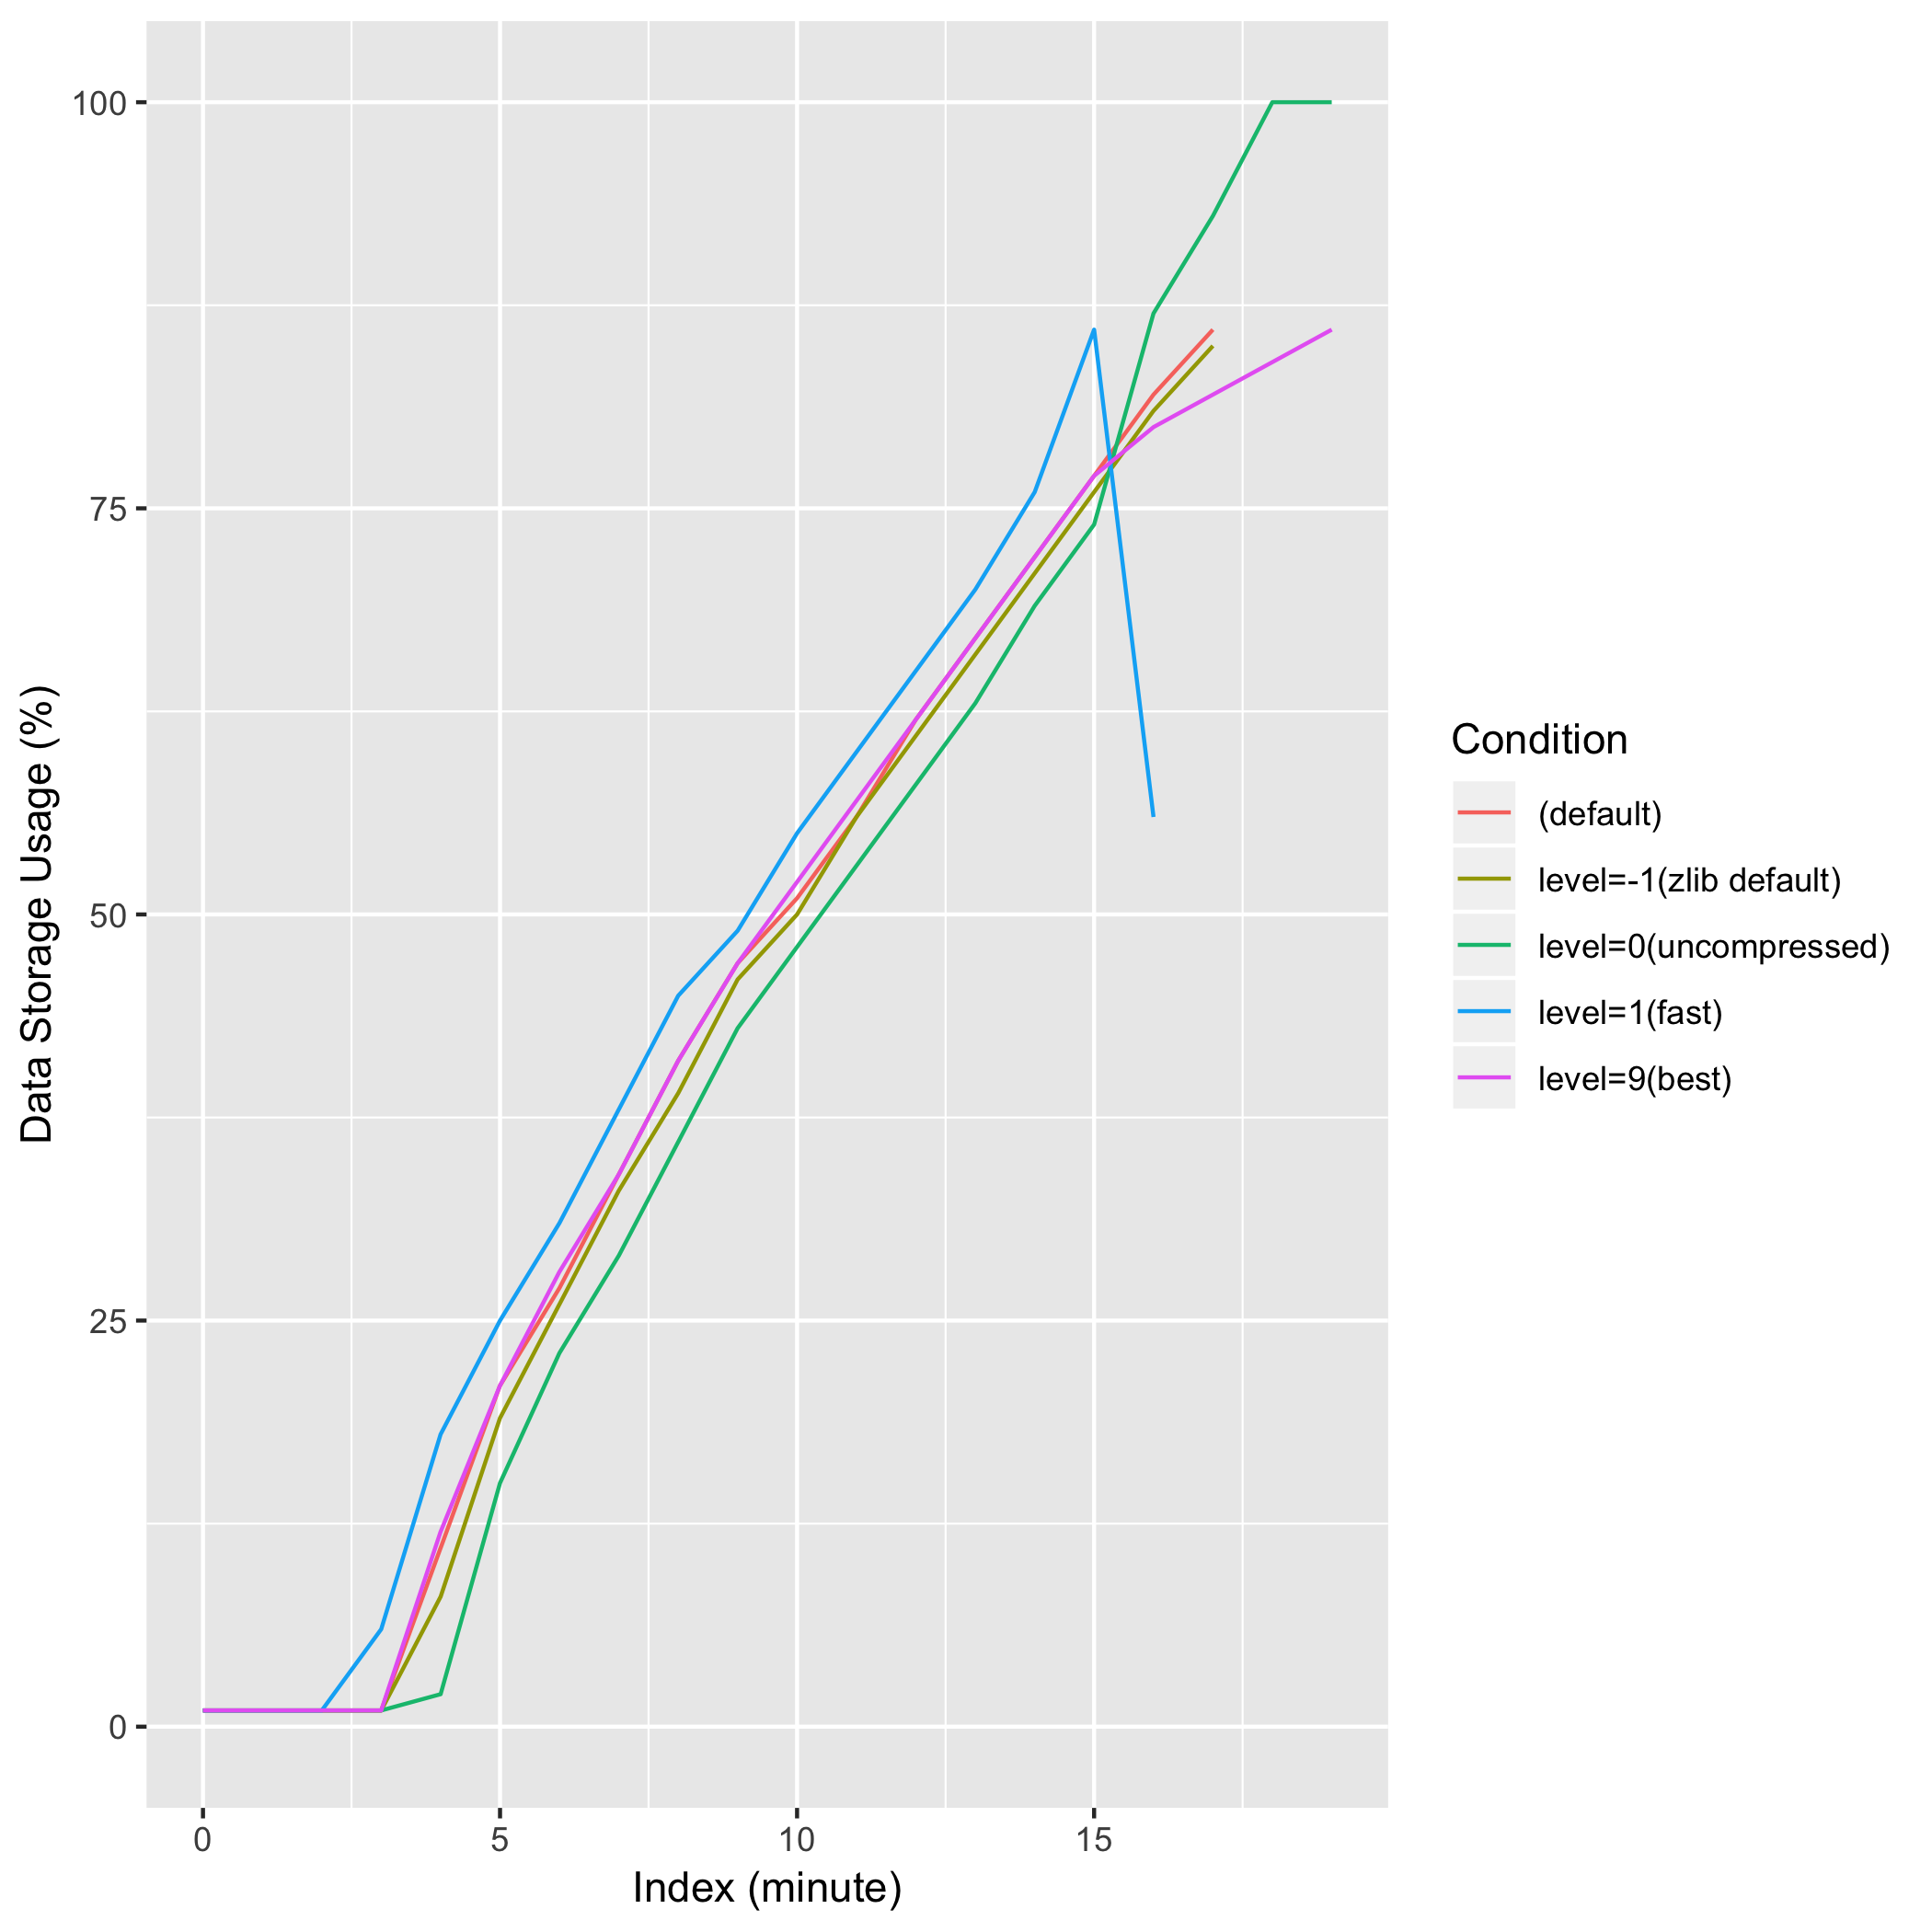 100
75
50
25
0
Data Storage Usage (%)
0 5 10 15
Index (minute)
Condition
(default)
level=-1(zlib default)
level=0(uncompressed)
level=1(fast)
level=9(best)